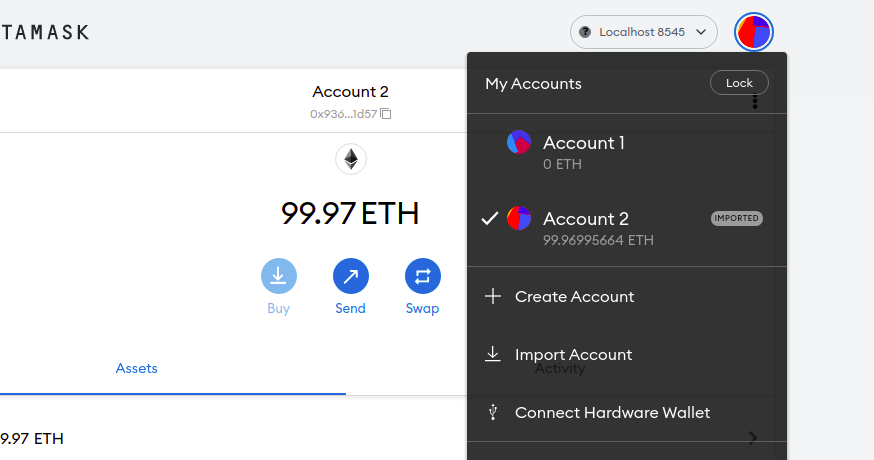 TAMASK
Localhost 8545
My Accounts
Lock
Account 2
0x936...1d57
Account 1
0 ETH
99.97 ETH
Account 2
IMPORTED
99.96995664 ETH
Buy
Send
Swap
Create Account
Import Account
Assets
Activity
Connect Hardware Wallet
9.97 ETH